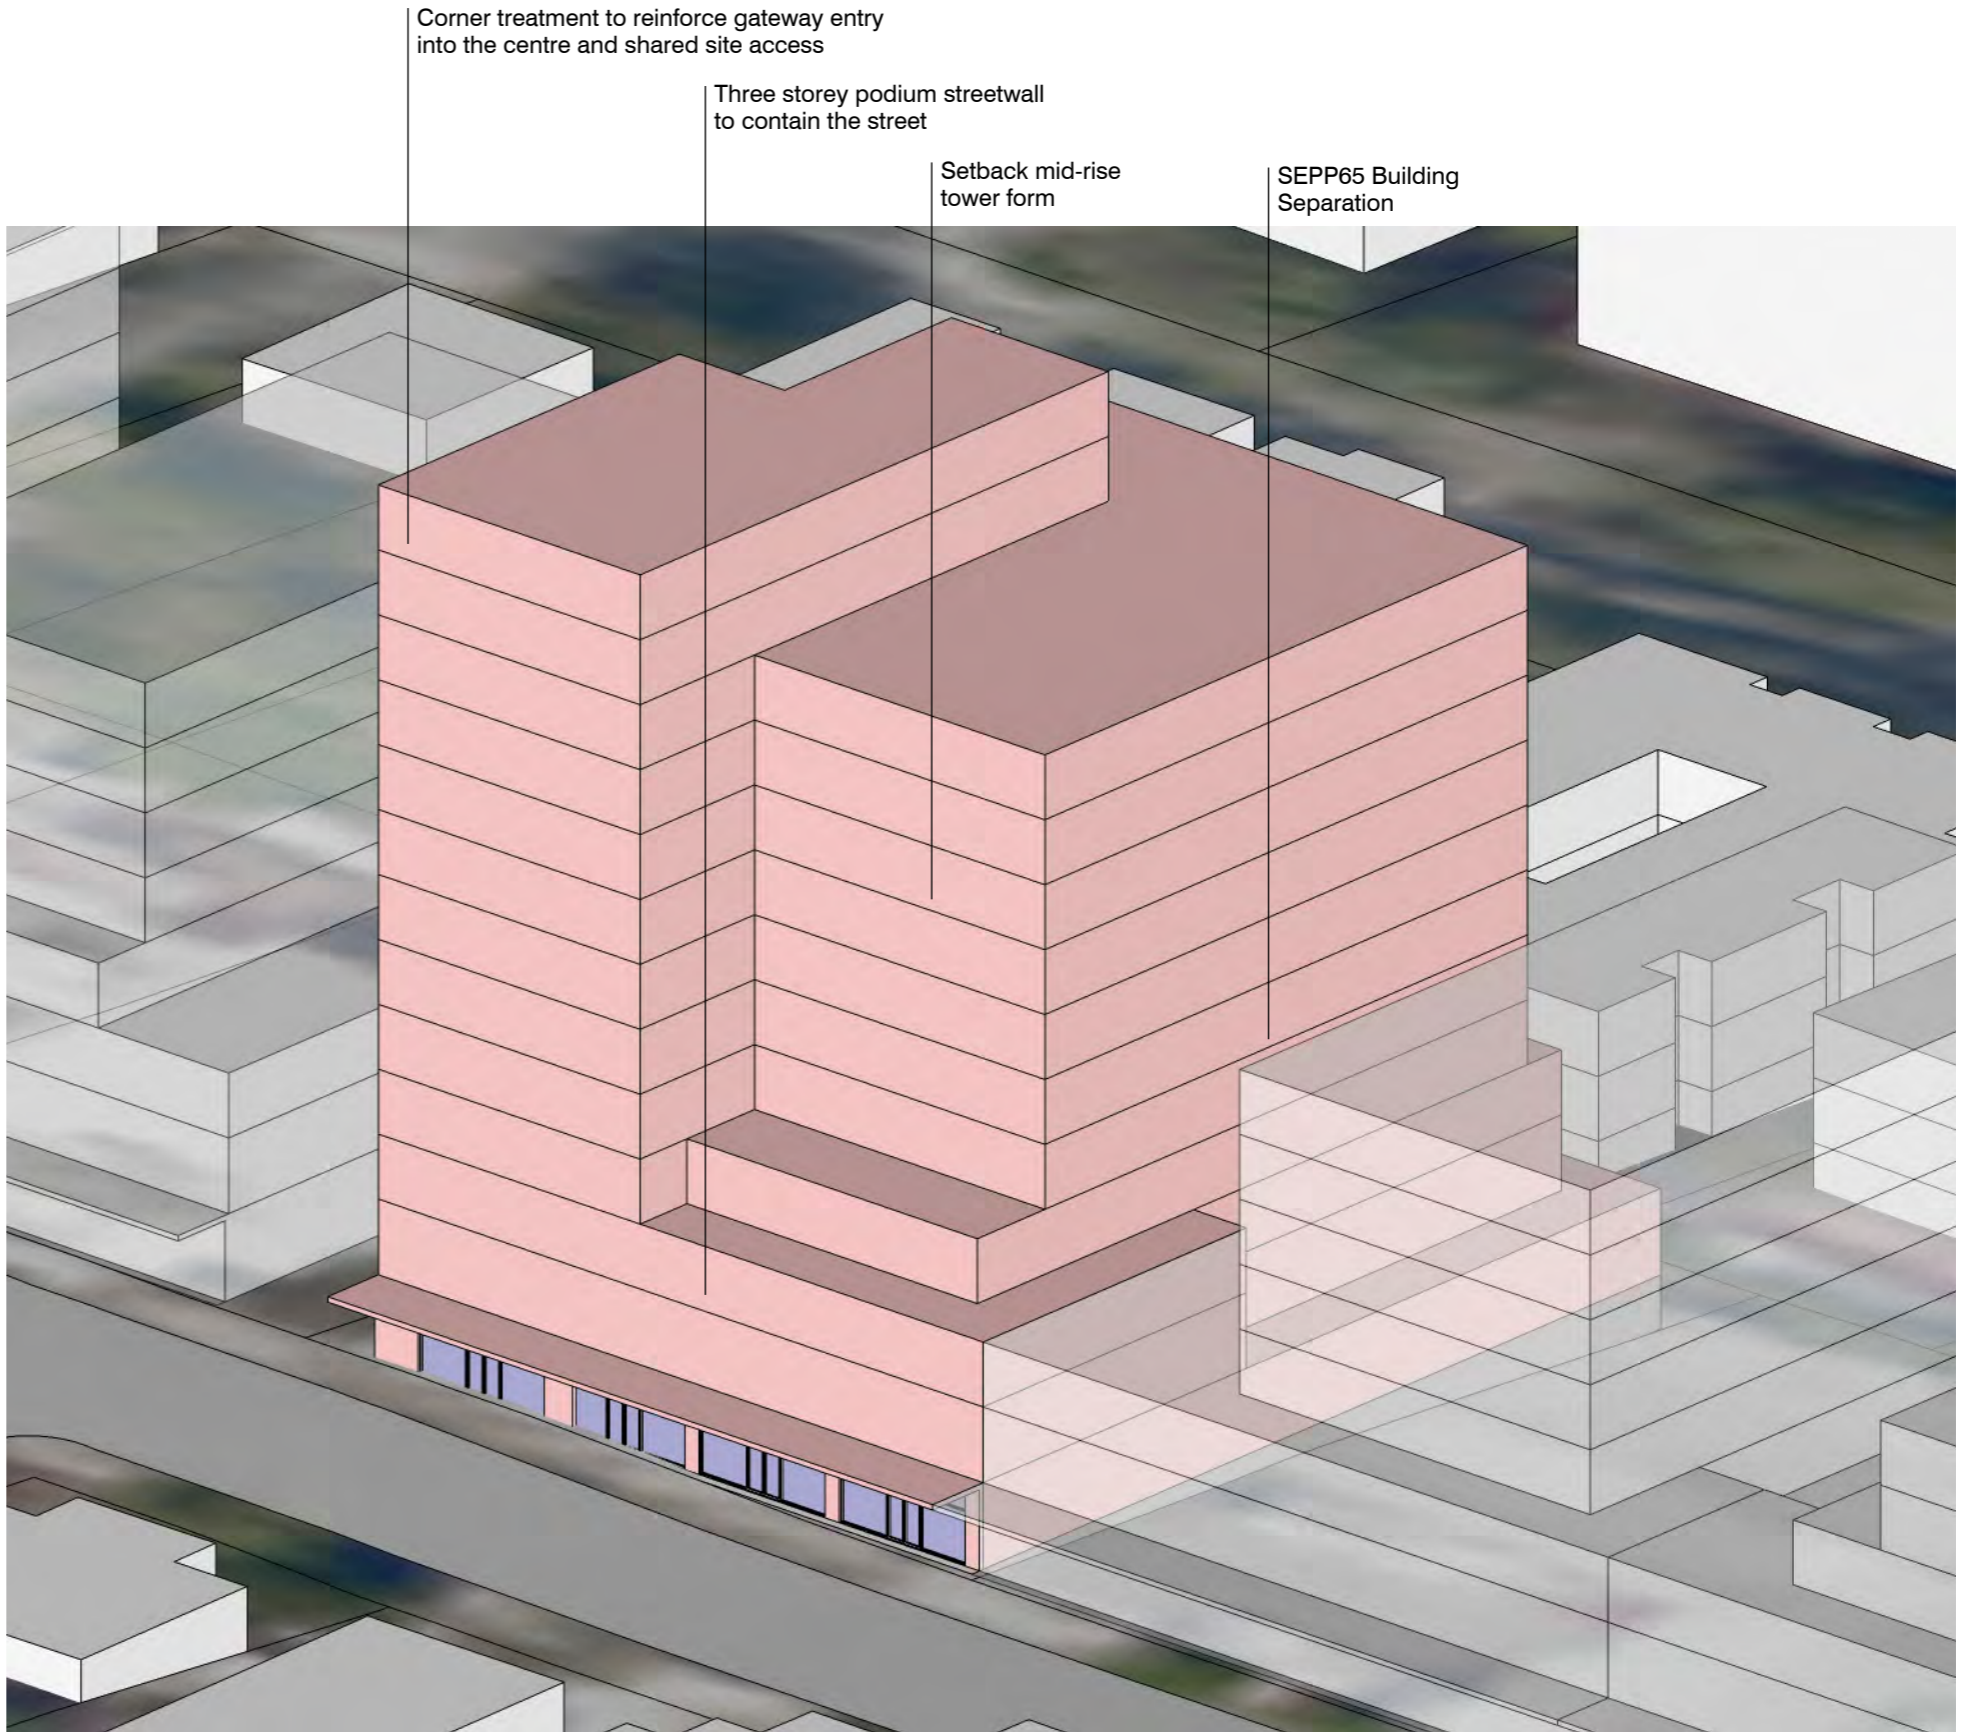 Corner treatment to reinforce gateway entry
into the centre and shared site access
Three storey podium streetwall
to contain the street
Setback mid-rise
tower form
SEPP65 Building
Separation